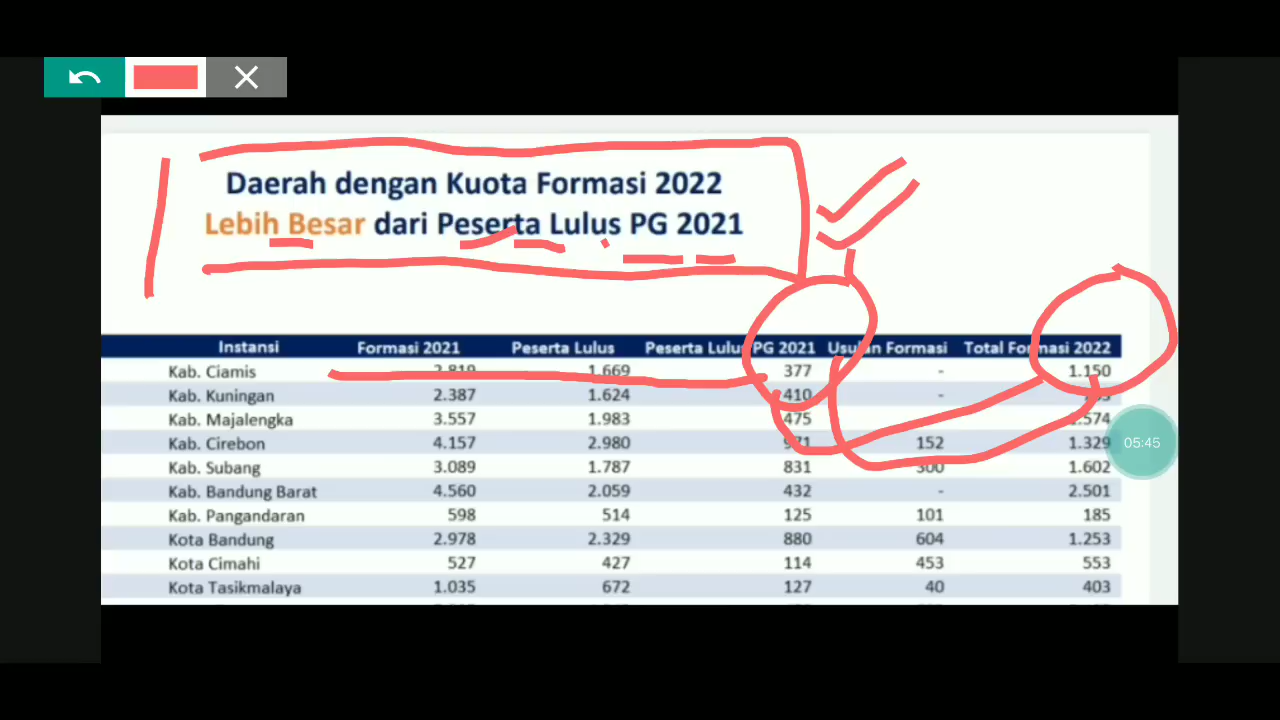 Daerah dengan Kuota Formasi 2022
Lebih Besar dari Peserta Lulus PG 2021
Instansi Formasi 2021 Peserta Lulus Peserta Lulus PG 2021 Usulan Formasi Total Formasi 2022
Kab. Ciamis 2.819 1.669 377 - 1.150
Kab. Kuningan 2.387 1.624 410 -
Kab. Majalengka 3.557 1.983 475
Kab. Cirebon 4.157 2.980 971 152 1.329
05:45
Kab. Subang 3.089 1.787 831 300 1.602
Kab. Bandung Barat 4.560 2.059 432 - 2.501
Kab. Pangandaran 598 514 125 101 185
Kota Bandung 2.978 2.329 880 604 1.253
Kota Cimahi 527 427 114 453 553
Kota Tasikmalaya 1.035 672 127 40 403